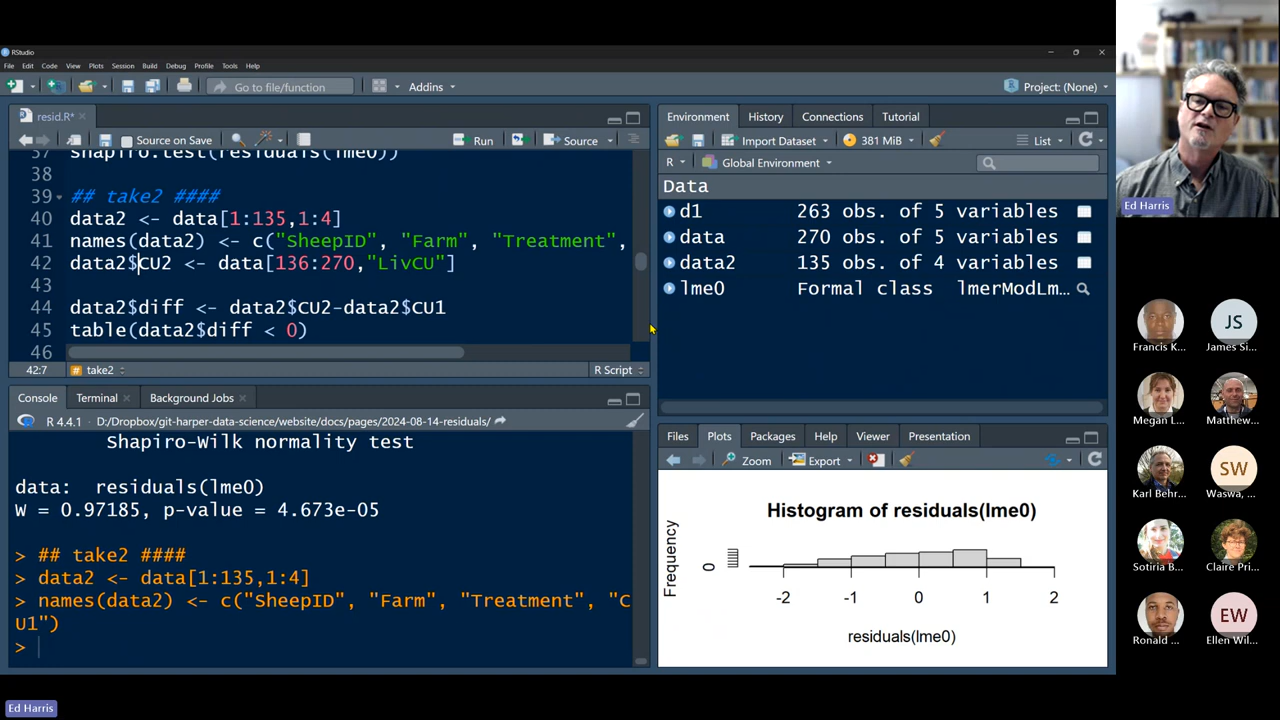 RStudio
File Edit Code View Plots Session Build Debug Profile Tools Help
Go to file/function
Addins
Project: (None)
resid.R*
Source on Save
Run
Source
37 shapiro.test(residuals(lme0))
38
39 ## take2 ####
40 data2 <- data[1:135,1:4]
41 names(data2) <- c("SheepID", "Farm", "Treatment",
42 data2$CU2 <- data[136:270,"LivCU"]
43
44 data2$diff <- data2$CU2-data2$CU1
45 table(data2$diff < 0)
46
42:7 # take2 R Script
Console Terminal Background Jobs
R 4.4.1 · D:/Dropbox/git-harper-data-science/website/docs/pages/2024-08-14-residuals/
Shapiro-Wilk normality test
data: residuals(lme0)
W = 0.97185, p-value = 4.673e-05
> ## take2 ####
> data2 <- data[1:135,1:4]
> names(data2) <- c("SheepID", "Farm", "Treatment", "C
U1")
>
Environment History Connections Tutorial
Import Dataset 381 MiB List
R Global Environment
Data
d1 263 obs. of 5 variables
data 270 obs. of 5 variables
data2 135 obs. of 4 variables
lme0 Formal class lmerModLm…
Files Plots Packages Help Viewer Presentation
Zoom Export
Histogram of residuals(lme0)
Frequency
0
-2 -1 0 1 2
residuals(lme0)
Ed Harris
Francis K...
JS
James Si...
Megan L...
Matthew...
Karl Behr...
SW
Waswa, ...
Sotiria B...
Claire Pri...
Ronald ...
EW
Ellen Wil...
Ed Harris